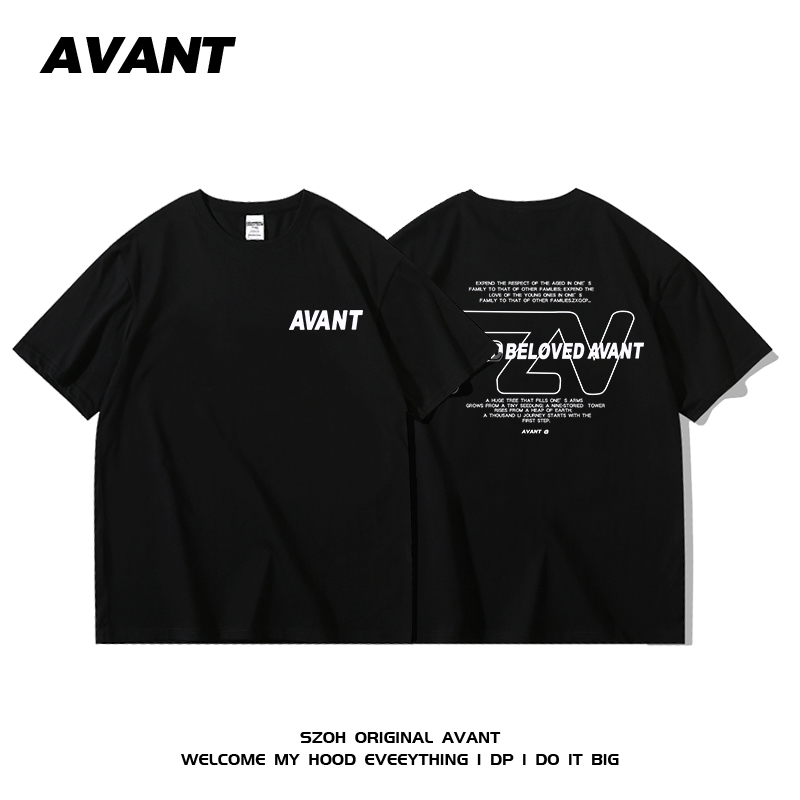 AVANT
AVANT
EXPEND THE RESPECT OF THE AGED IN ONE'S
FAMILY TO THAT OF OTHER FAMILIES; EXPEND THE
LOVE OF THE YOUNG ONES IN ONE'S
FAMILY TO THAT OF OTHER FAMILIES.ZXGOP...
BELOVED AVANT
A HUGE TREE THAT FILLS ONE'S ARMS
GROWS FROM A TINY SEEDLING; A NINE-STORIED TOWER
RISES FROM A HEAP OF EARTH;
A THOUSAND LI JOURNEY STARTS WITH THE
FIRST STEP.
AVANT
SZOH ORIGINAL AVANT
WELCOME MY HOOD EVEEYTHING I DP I DO IT BIG